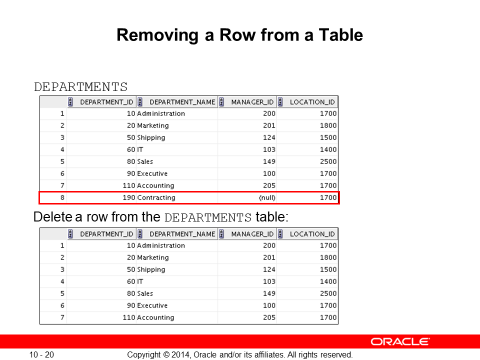 Removing a Row from a Table
DEPARTMENTS
DEPARTMENT_ID DEPARTMENT_NAME MANAGER_ID LOCATION_ID
1 10 Administration 200 1700
2 20 Marketing 201 1800
3 50 Shipping 124 1500
4 60 IT 103 1400
5 80 Sales 149 2500
6 90 Executive 100 1700
7 110 Accounting 205 1700
8 190 Contracting (null) 1700
Delete a row from the DEPARTMENTS table:
DEPARTMENT_ID DEPARTMENT_NAME MANAGER_ID LOCATION_ID
1 10 Administration 200 1700
2 20 Marketing 201 1800
3 50 Shipping 124 1500
4 60 IT 103 1400
5 80 Sales 149 2500
6 90 Executive 100 1700
7 110 Accounting 205 1700
ORACLE
10 - 20 Copyright © 2014, Oracle and/or its affiliates. All rights reserved.